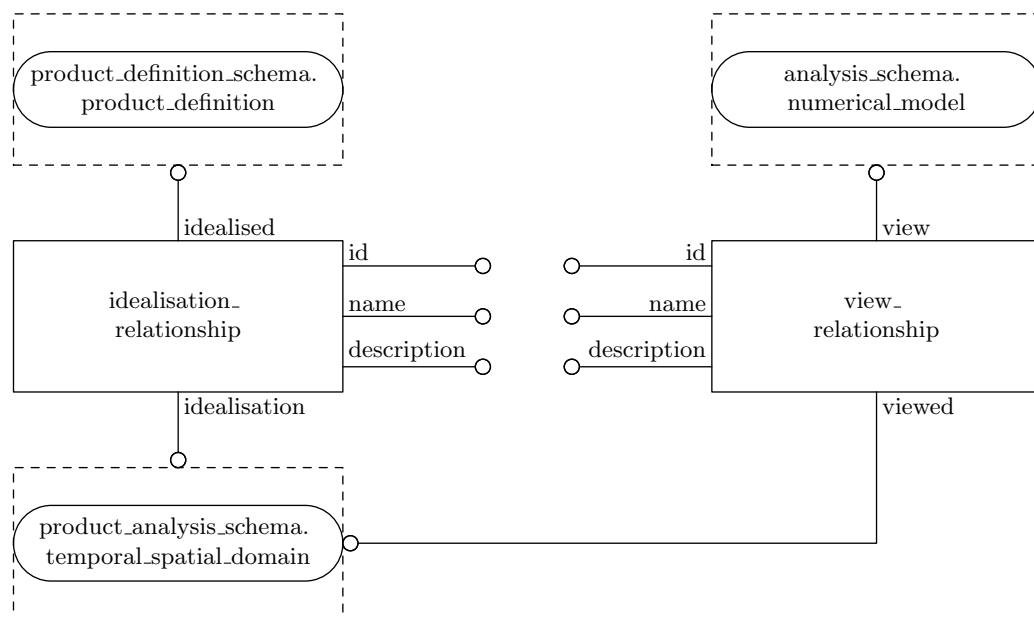 product_definition_schema.
product_definition
analysis_schema.
numerical_model
idealised
view
id
id
idealisation_
relationship
name
name
view_
relationship
description
description
idealisation
viewed
product_analysis_schema.
temporal_spatial_domain